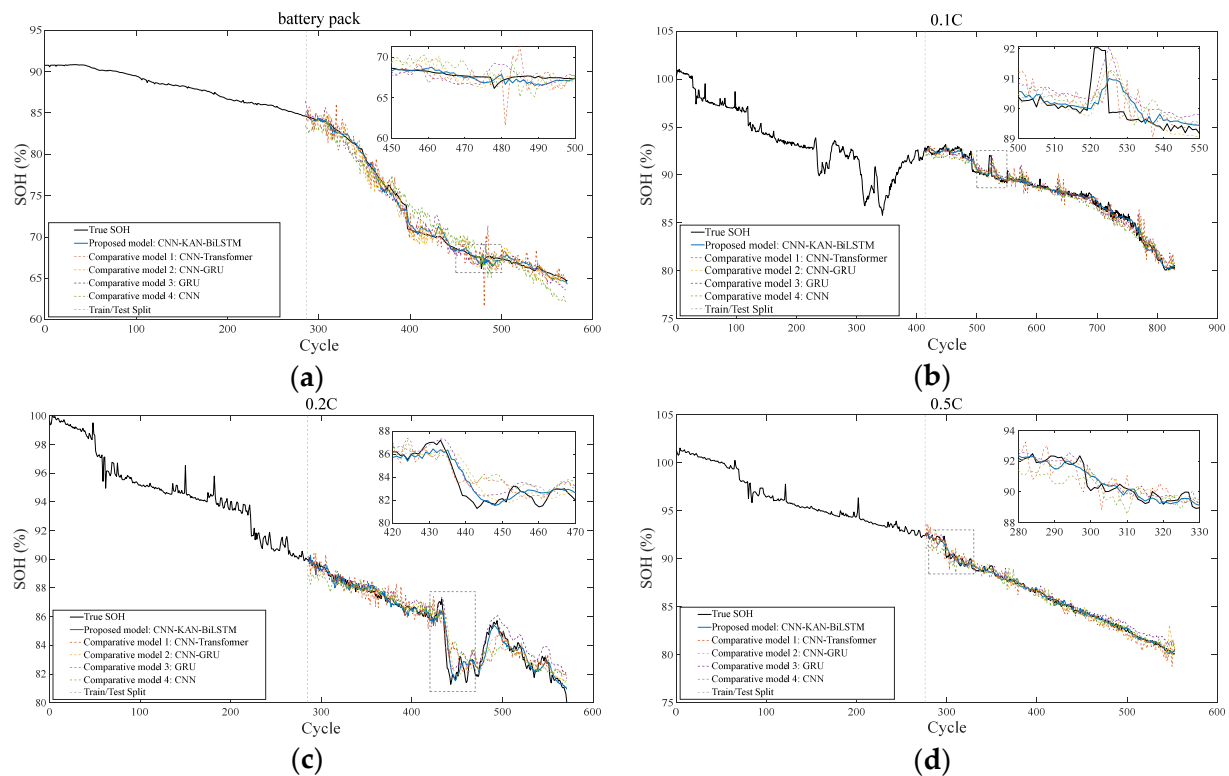 battery pack
95
90
85
80
75
70
65
60
SOH (%)
0
100
200
300
400
500
600
Cycle
70
65
60
450
460
470
480
490
500
True SOH
Proposed model: CNN-KAN-BiLSTM
Comparative model 1: CNN-Transformer
Comparative model 2: CNN-GRU
Comparative model 3: GRU
Comparative model 4: CNN
Train/Test Split
(a)
0.1C
105
100
95
90
85
80
75
SOH (%)
0
100
200
300
400
500
600
700
800
900
Cycle
92
91
90
89
500
510
520
530
540
550
True SOH
Proposed model: CNN-KAN-BiLSTM
Comparative model 1: CNN-Transformer
Comparative model 2: CNN-GRU
Comparative model 3: GRU
Comparative model 4: CNN
Train/Test Split
(b)
0.2C
100
98
96
94
92
90
88
86
84
82
80
SOH (%)
0
100
200
300
400
500
600
Cycle
88
86
84
82
80
420
430
440
450
460
470
True SOH
Proposed model: CNN-KAN-BiLSTM
Comparative model 1: CNN-Transformer
Comparative model 2: CNN-GRU
Comparative model 3: GRU
Comparative model 4: CNN
Train/Test Split
(c)
0.5C
105
100
95
90
85
80
75
SOH (%)
0
100
200
300
400
500
600
Cycle
94
92
90
88
280
290
300
310
320
330
True SOH
Proposed model: CNN-KAN-BiLSTM
Comparative model 1: CNN-Transformer
Comparative model 2: CNN-GRU
Comparative model 3: GRU
Comparative model 4: CNN
Train/Test Split
(d)